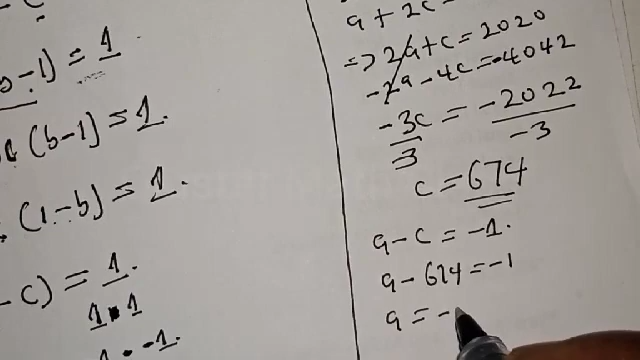 -1) = 1
(b-1) = 1.
(1-b) = 1.
-c) = 1.
1 1
1 -1.
a + 2c =
=> 2a+c = 2020
-2a - 4c = -4042
-3c = -2022
3 -3
c = 674
a - c = -1.
a - 674 = -1
a = -